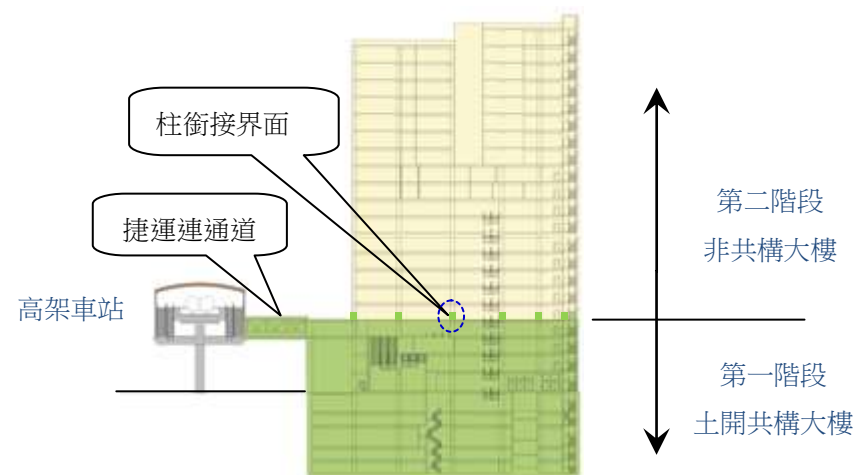 柱銜接界面
捷運連通道
高架車站
第二階段
非共構大樓
第一階段
土開共構大樓